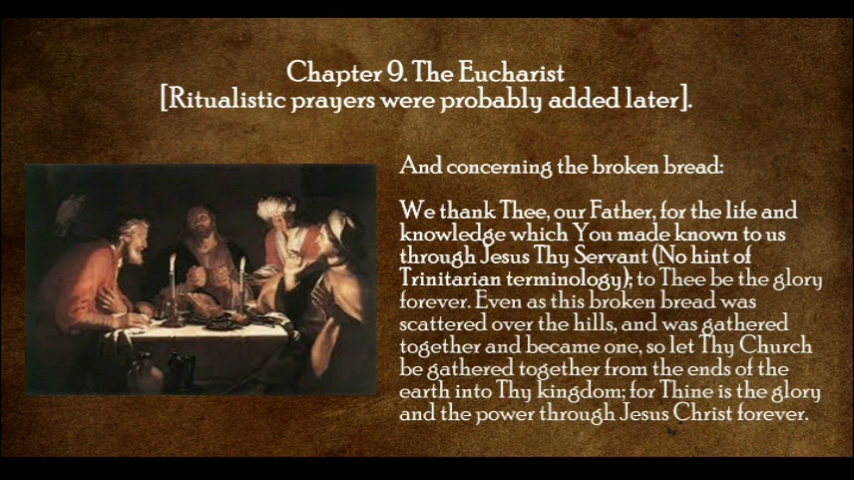 Chapter 9. The Eucharist
[Ritualistic prayers were probably added later].
And concerning the broken bread:
We thank Thee, our Father, for the life and
knowledge which You made known to us
through Jesus Thy Servant (No hint of
Trinitarian terminology); to Thee be the glory
forever. Even as this broken bread was
scattered over the hills, and was gathered
together and became one, so let Thy Church
be gathered together from the ends of the
earth into Thy kingdom; for Thine is the glory
and the power through Jesus Christ forever.